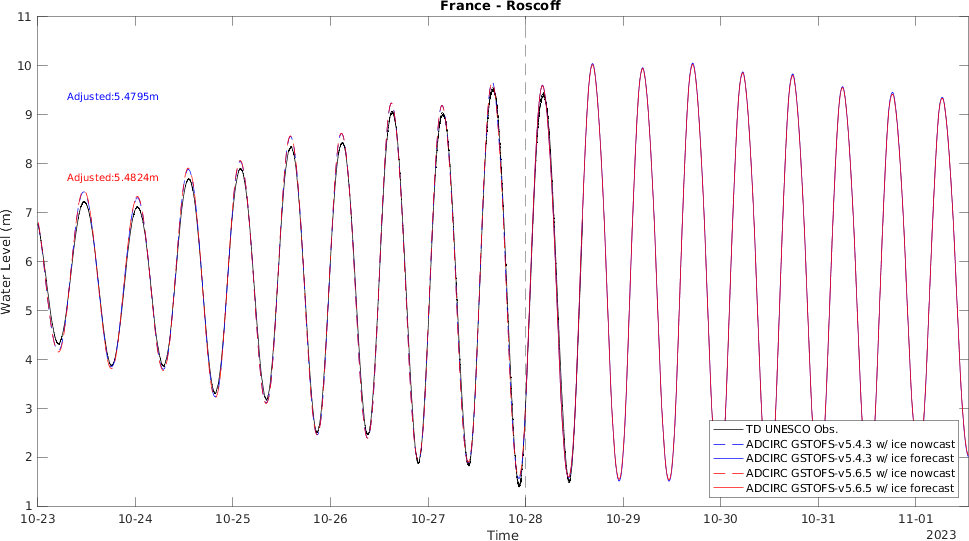 France - Roscoff
11
10
9
8
7
6
5
4
3
2
1
Water Level (m)
Adjusted:5.4795m
Adjusted:5.4824m
TD UNESCO Obs.
ADCIRC GSTOFS-v5.4.3 w/ ice nowcast
ADCIRC GSTOFS-v5.4.3 w/ ice forecast
ADCIRC GSTOFS-v5.6.5 w/ ice nowcast
ADCIRC GSTOFS-v5.6.5 w/ ice forecast
10-23 10-24 10-25 10-26 10-27 10-28 10-29 10-30 10-31 11-01
Time
2023